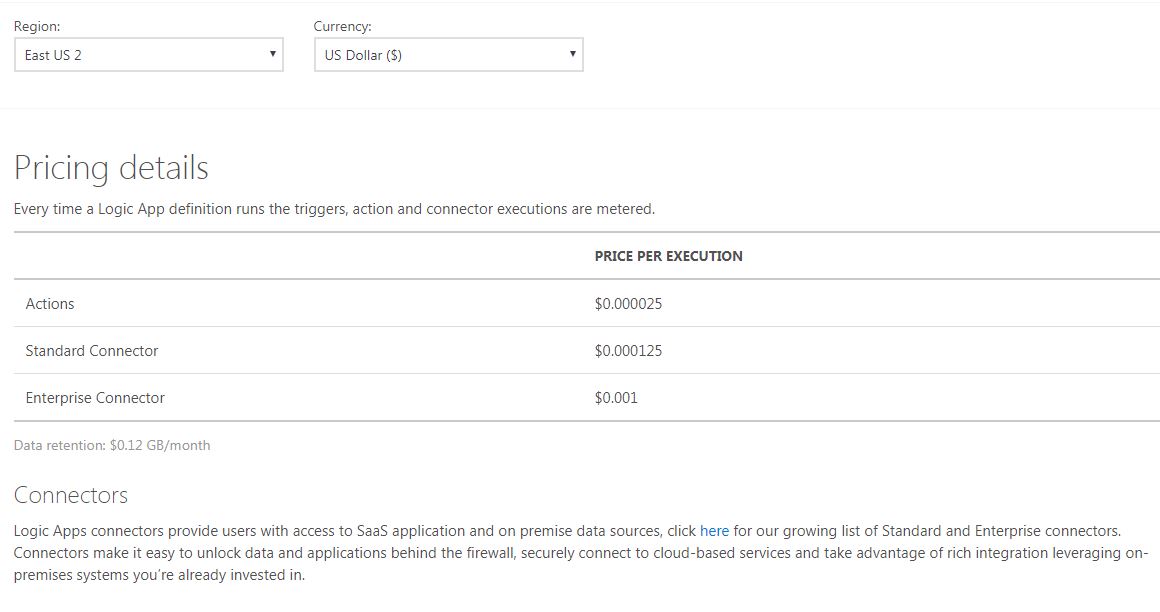 Region: Currency:
East US 2 US Dollar ($)
Pricing details
Every time a Logic App definition runs the triggers, action and connector executions are metered.
PRICE PER EXECUTION
Actions $0.000025
Standard Connector $0.000125
Enterprise Connector $0.001
Data retention: $0.12 GB/month
Connectors
Logic Apps connectors provide users with access to SaaS application and on premise data sources, click here for our growing list of Standard and Enterprise connectors.
Connectors make it easy to unlock data and applications behind the firewall, securely connect to cloud-based services and take advantage of rich integration leveraging on-
premises systems you’re already invested in.